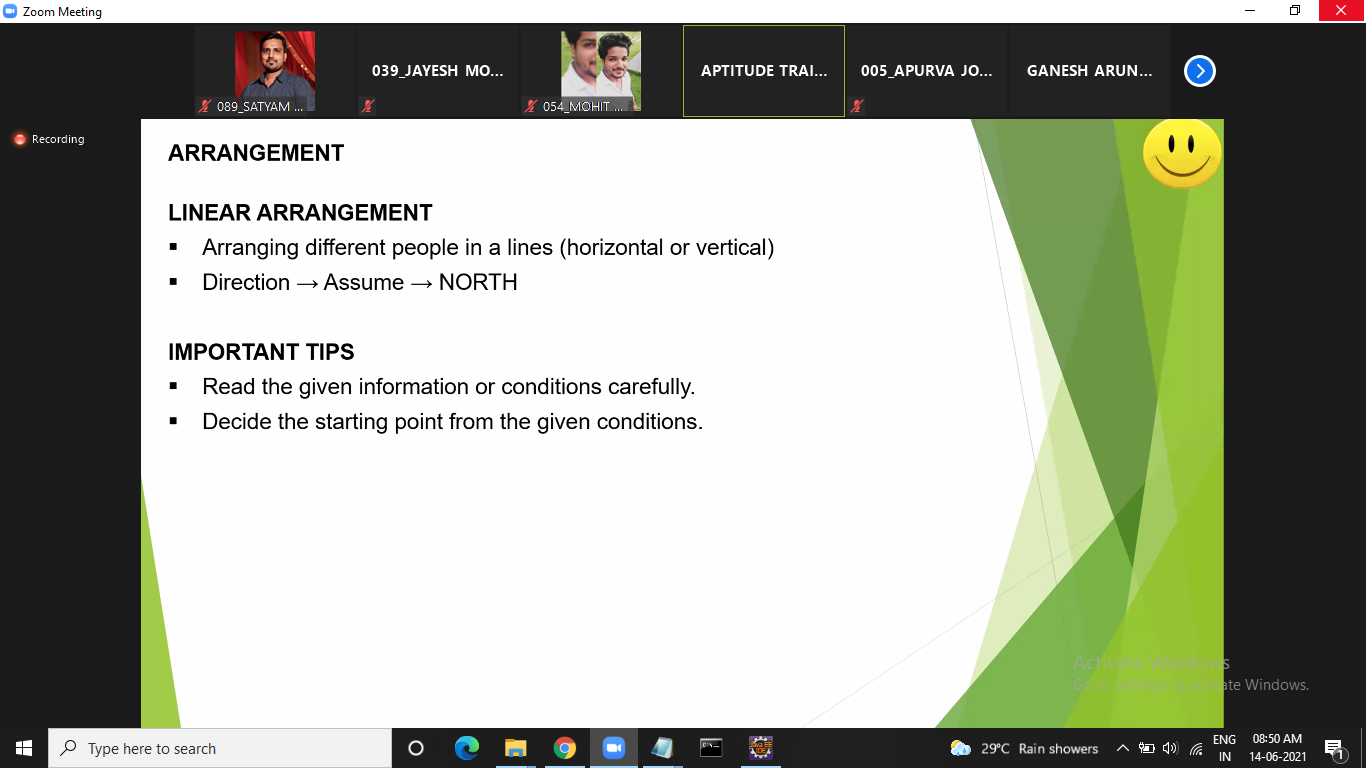 Zoom Meeting
089_SATYAM ...
039_JAYESH MO...
054_MOHIT ...
APTITUDE TRAI...
005_APURVA JO...
GANESH ARUN...
Recording
ARRANGEMENT
LINEAR ARRANGEMENT
▪ Arranging different people in a lines (horizontal or vertical)
▪ Direction → Assume → NORTH
IMPORTANT TIPS
▪ Read the given information or conditions carefully.
▪ Decide the starting point from the given conditions.
Activate Windows
Go to Settings to activate Windows.
Type here to search
29°C Rain showers
ENG
IN
08:50 AM
14-06-2021
1